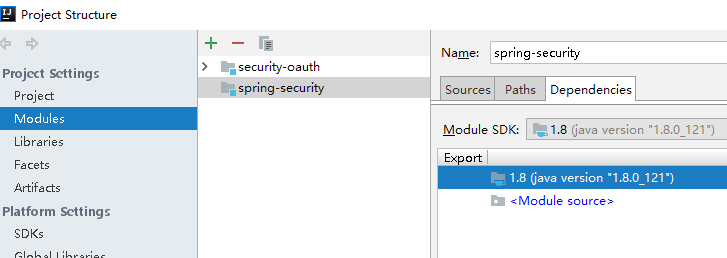 Project Structure
Project Settings
Project
Modules
Libraries
Facets
Artifacts
Platform Settings
SDKs
Global Libraries
security-oauth
spring-security
Name: spring-security
Sources Paths Dependencies
Module SDK: 1.8 (java version "1.8.0_121")
Export
1.8 (java version "1.8.0_121")
<Module source>